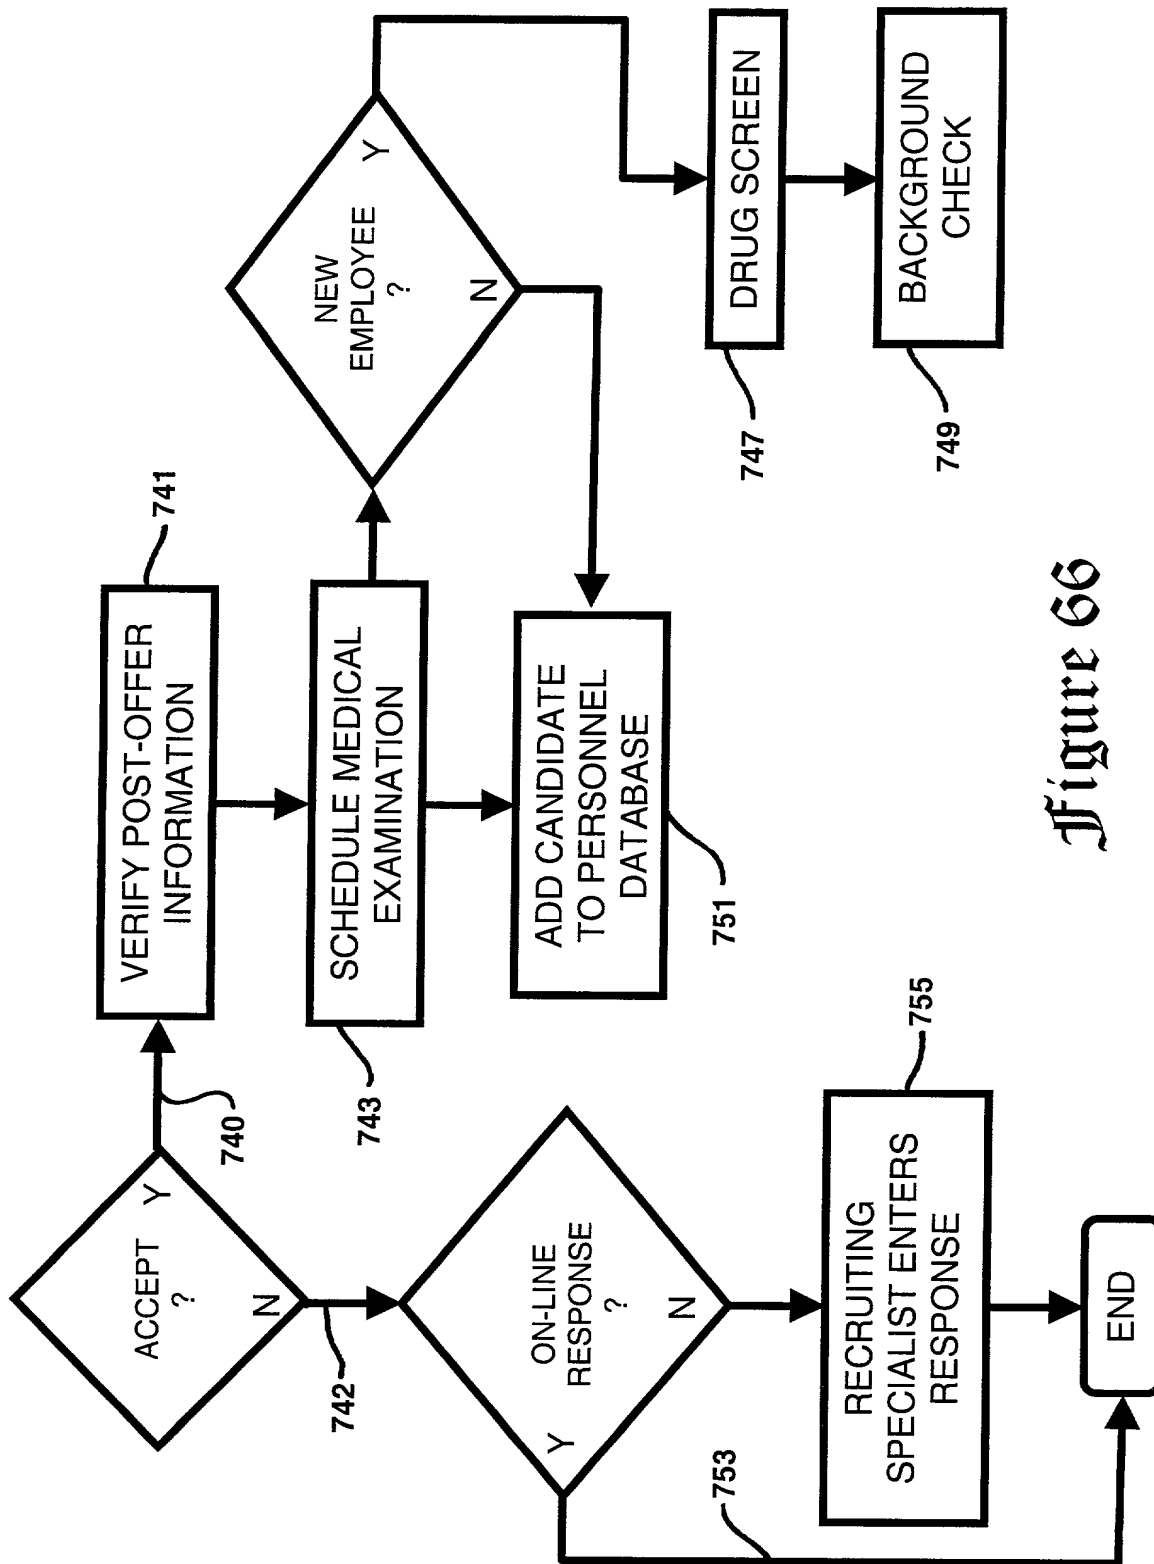 ACCEPT
?
Y
N
740
742
VERIFY POST-OFFER
INFORMATION
741
SCHEDULE MEDICAL
EXAMINATION
743
NEW
EMPLOYEE
?
Y
N
ADD CANDIDATE
TO PERSONNEL
DATABASE
751
DRUG SCREEN
747
BACKGROUND
CHECK
749
ON-LINE
RESPONSE
?
Y
N
753
RECRUITING
SPECIALIST ENTERS
RESPONSE
755
END
Figure 66